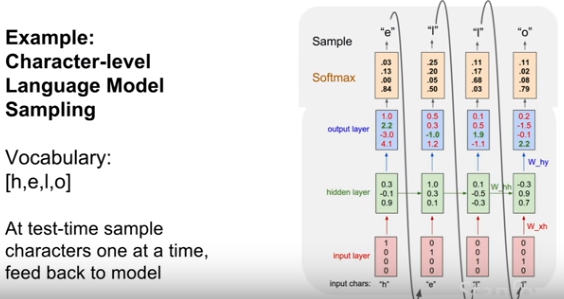 Example:
Character-level
Language Model
Sampling
Vocabulary:
[h,e,l,o]
At test-time sample
characters one at a time,
feed back to model
Sample
"e" "l" "l" "o"
Softmax
.03 .25 .11 .11
.13 .20 .17 .02
.00 .05 .68 .08
.84 .50 .03 .79
output layer
1.0 0.5 0.1 0.2
2.2 0.3 0.5 -1.5
-3.0 -1.0 1.9 -0.1
4.1 1.2 -1.1 2.2
W_hy
hidden layer
0.3 1.0 0.1 -0.3
-0.1 0.3 -0.5 0.9
0.9 0.1 -0.3 0.7
W_hh
W_xh
input layer
1 0 0 0
0 1 0 0
0 0 1 1
0 0 0 0
input chars: "h" "e" "l" "l"